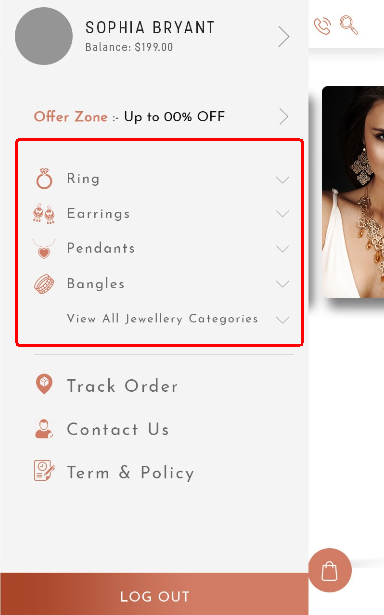 SOPHIA BRYANT
Balance: $199.00
Offer Zone :- Up to 00% OFF
Ring
Earrings
Pendants
Bangles
View All Jewellery Categories
Track Order
Contact Us
Term & Policy
LOG OUT